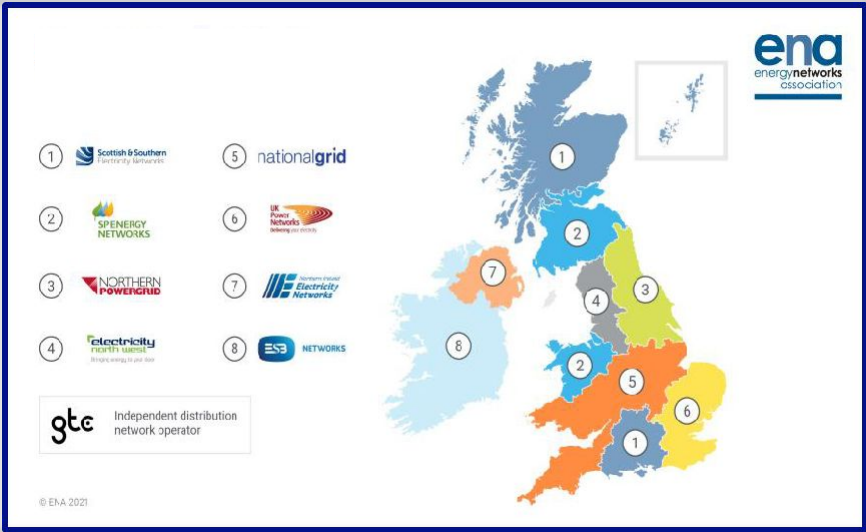 ena
energynetworks
association
1
Scottish & Southern
Electricity Networks
5
nationalgrid
2
SP ENERGY
NETWORKS
6
UK
Power
Networks
Delivering your electricity
3
NORTHERN
POWERGRID
7
Northern Ireland
Electricity
Networks
4
electricity
north west
Bringing energy to your door
8
ESB
NETWORKS
gtc
Independent distribution
network operator
© ENA 2021
1
2
7
3
4
8
2
5
6
1